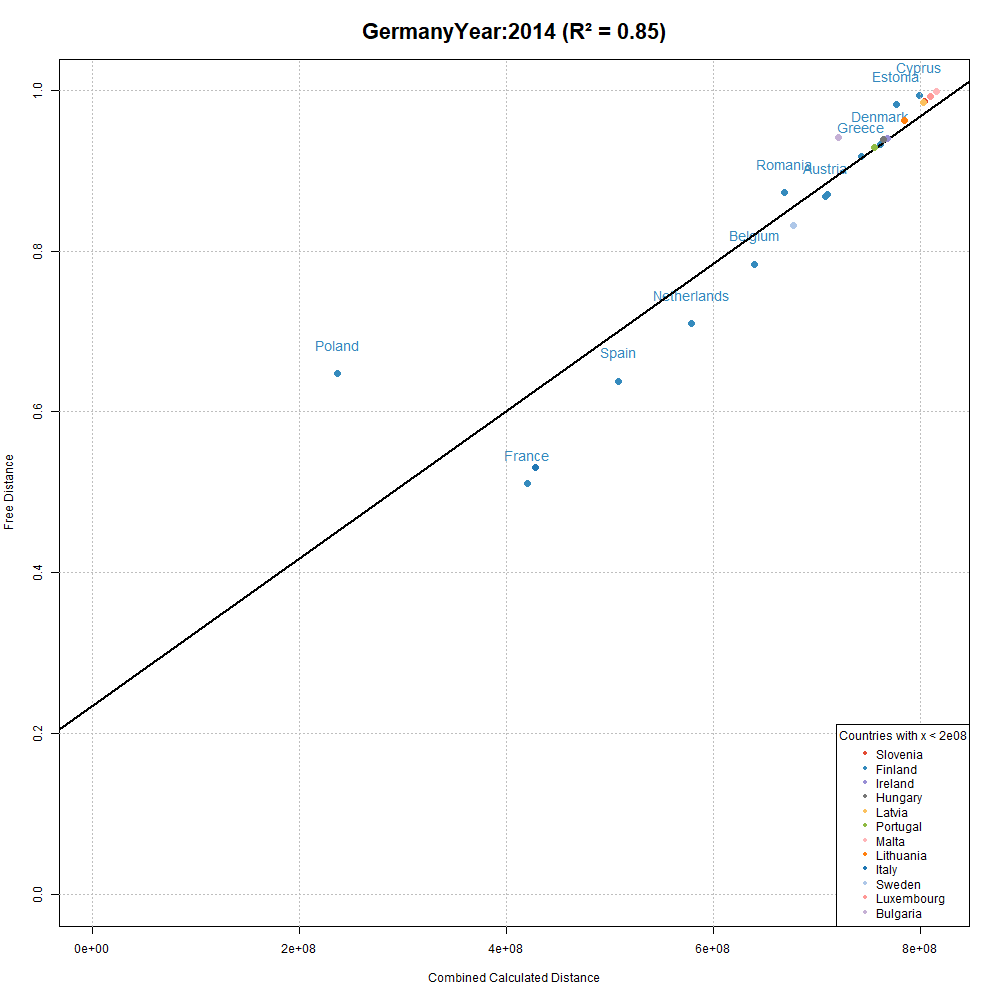 GermanyYear:2014 (R² = 0.85)
Cyprus
Estonia
Denmark
Greece
Romania
Austria
Belgium
Netherlands
Poland
Spain
France
1.0
0.8
0.6
0.4
0.2
0.0
Free Distance
Countries with x < 2e08
Slovenia
Finland
Ireland
Hungary
Latvia
Portugal
Malta
Lithuania
Italy
Sweden
Luxembourg
Bulgaria
0e+00 2e+08 4e+08 6e+08 8e+08
Combined Calculated Distance